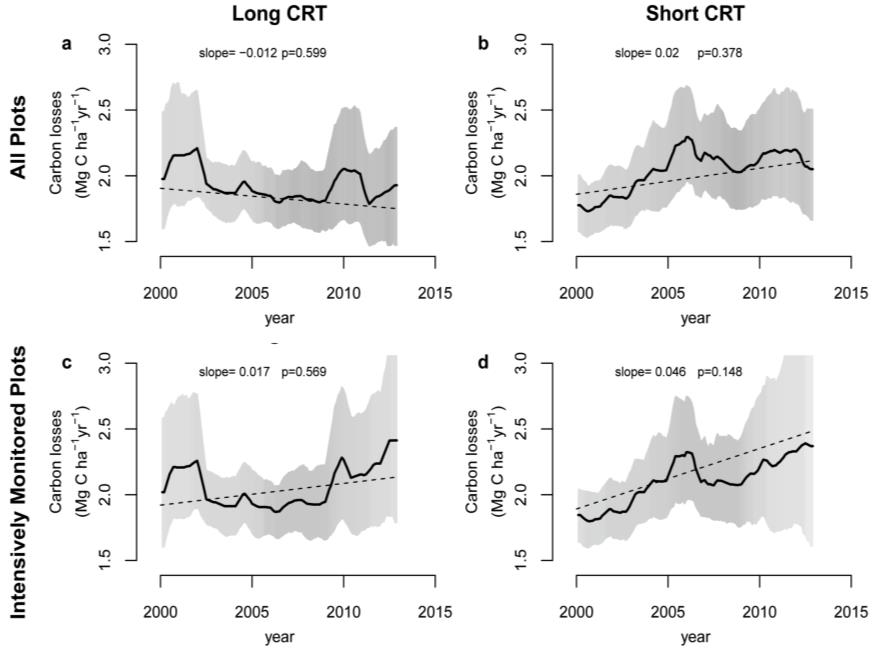 Long CRT
Short CRT
All Plots
a
slope= −0.012 p=0.599
Carbon losses
(Mg C ha−1yr−1)
3.0
2.5
2.0
1.5
2000 2005 2010 2015
year
b
slope= 0.02 p=0.378
Carbon losses
(Mg C ha−1yr−1)
3.0
2.5
2.0
1.5
2000 2005 2010 2015
year
Intensively Monitored Plots
c
slope= 0.017 p=0.569
Carbon losses
(Mg C ha−1yr−1)
3.0
2.5
2.0
1.5
2000 2005 2010 2015
year
d
slope= 0.046 p=0.148
Carbon losses
(Mg C ha−1yr−1)
3.0
2.5
2.0
1.5
2000 2005 2010 2015
year